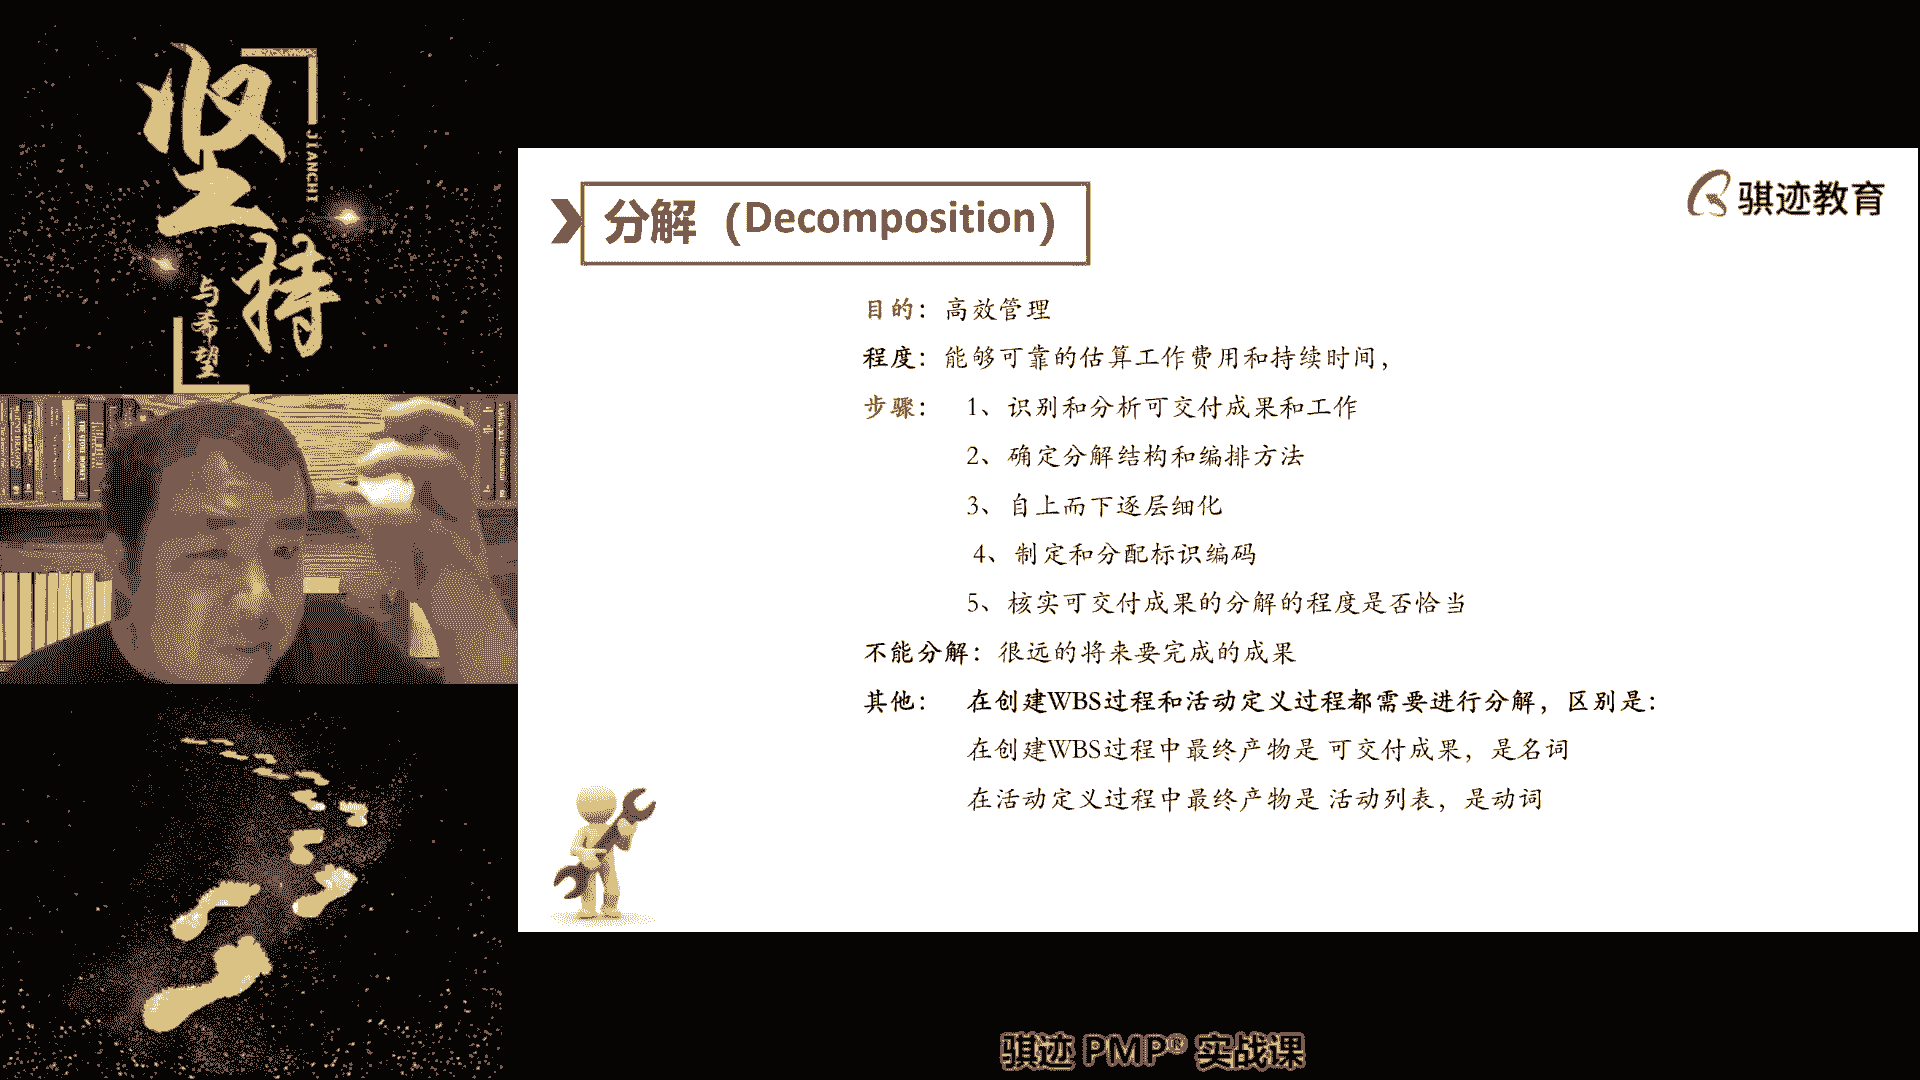 坚持
JIANCHI
与希望
骐迹教育
分解（Decomposition）
目的：高效管理
程度：能够可靠的估算工作费用和持续时间，
步骤：1、识别和分析可交付成果和工作
2、确定分解结构和编排方法
3、自上而下逐层细化
4、制定和分配标识编码
5、核实可交付成果的分解的程度是否恰当
不能分解：很远的将来要完成的成果
其他：在创建WBS过程和活动定义过程都需要进行分解，区别是：
在创建WBS过程中最终产物是 可交付成果，是名词
在活动定义过程中最终产物是 活动列表，是动词
骐迹 PMP® 实战课